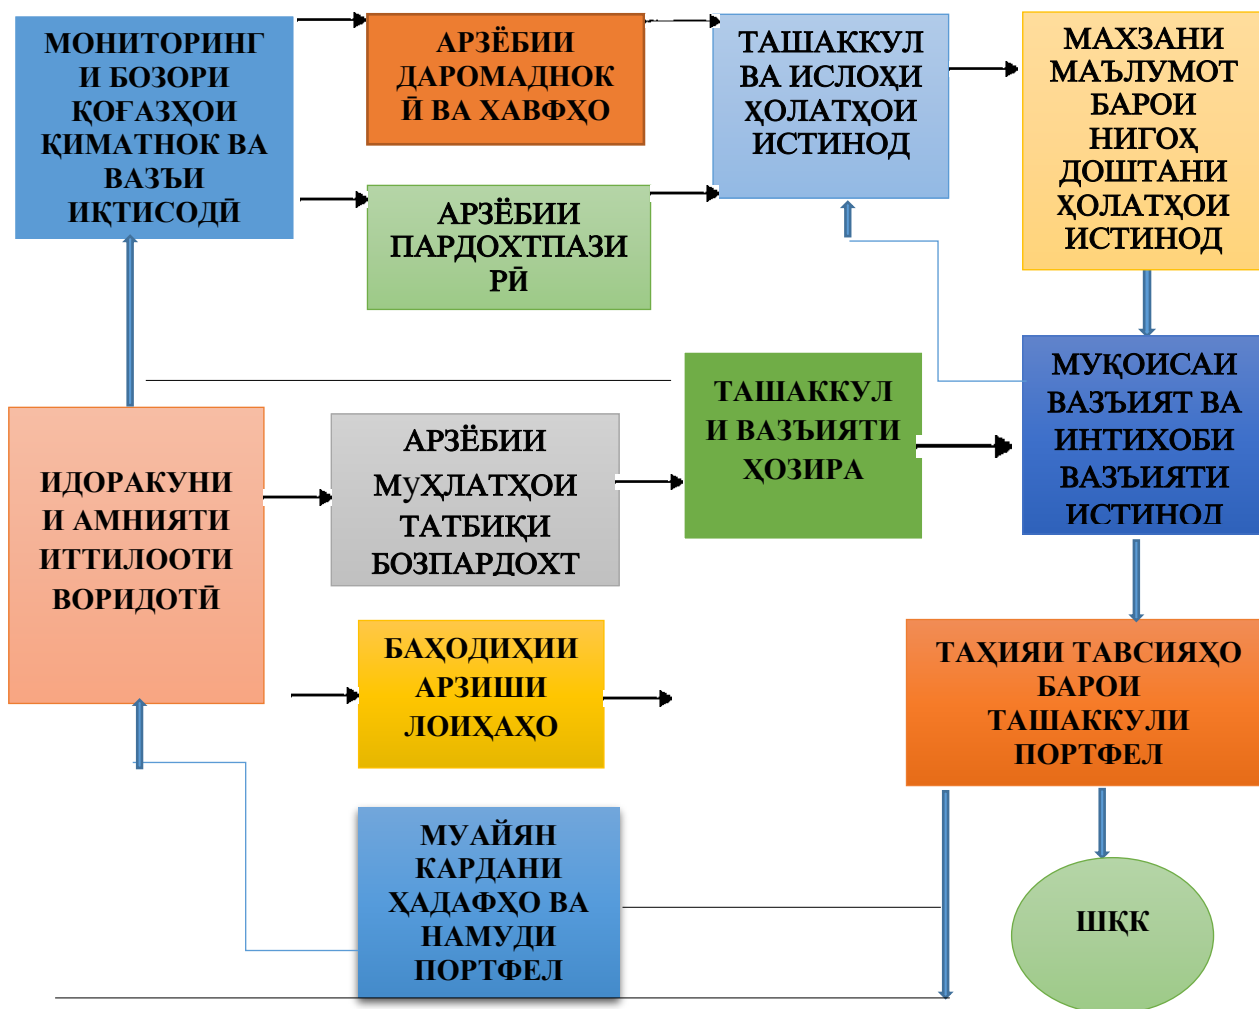 МОНИТОРИНГ
И БОЗОРИ
ҚОҒАЗҲОИ
ҚИМАТНОК ВА
ВАЗЪИ
ИҚТИСОДӢ
АРЗЁБИИ
ДАРОМАДНОК
Ӣ ВА ХАВФҲО
ТАШАККУЛ
ВА ИСЛОҲИ
ҲОЛАТҲОИ
ИСТИНОД
МАХЗАНИ
МАЪЛУМОТ
БАРОИ
НИГОҲ
ДОШТАНИ
ҲОЛАТҲОИ
ИСТИНОД
АРЗЁБИИ
ПАРДОХТПАЗИ
РӢ
ИДОРАКУНИ
И АМНИЯТИ
ИТТИЛООТИ
ВОРИДОТӢ
АРЗЁБИИ
МуҲЛАТҲОИ
ТАТБИҚИ
БОЗПАРДОХТ
ТАШАККУЛ
И ВАЗЪИЯТИ
ҲОЗИРА
МУҚОИСАИ
ВАЗЪИЯТ ВА
ИНТИХОБИ
ВАЗЪИЯТИ
ИСТИНОД
БАҲОДИҲИИ
АРЗИШИ
ЛОИҲАҲО
ТАҲИЯИ ТАВСИЯҲО
БАРОИ
ТАШАККУЛИ
ПОРТФЕЛ
МУАЙЯН
КАРДАНИ
ҲАДАФҲО ВА
НАМУДИ
ПОРТФЕЛ
ШҚК